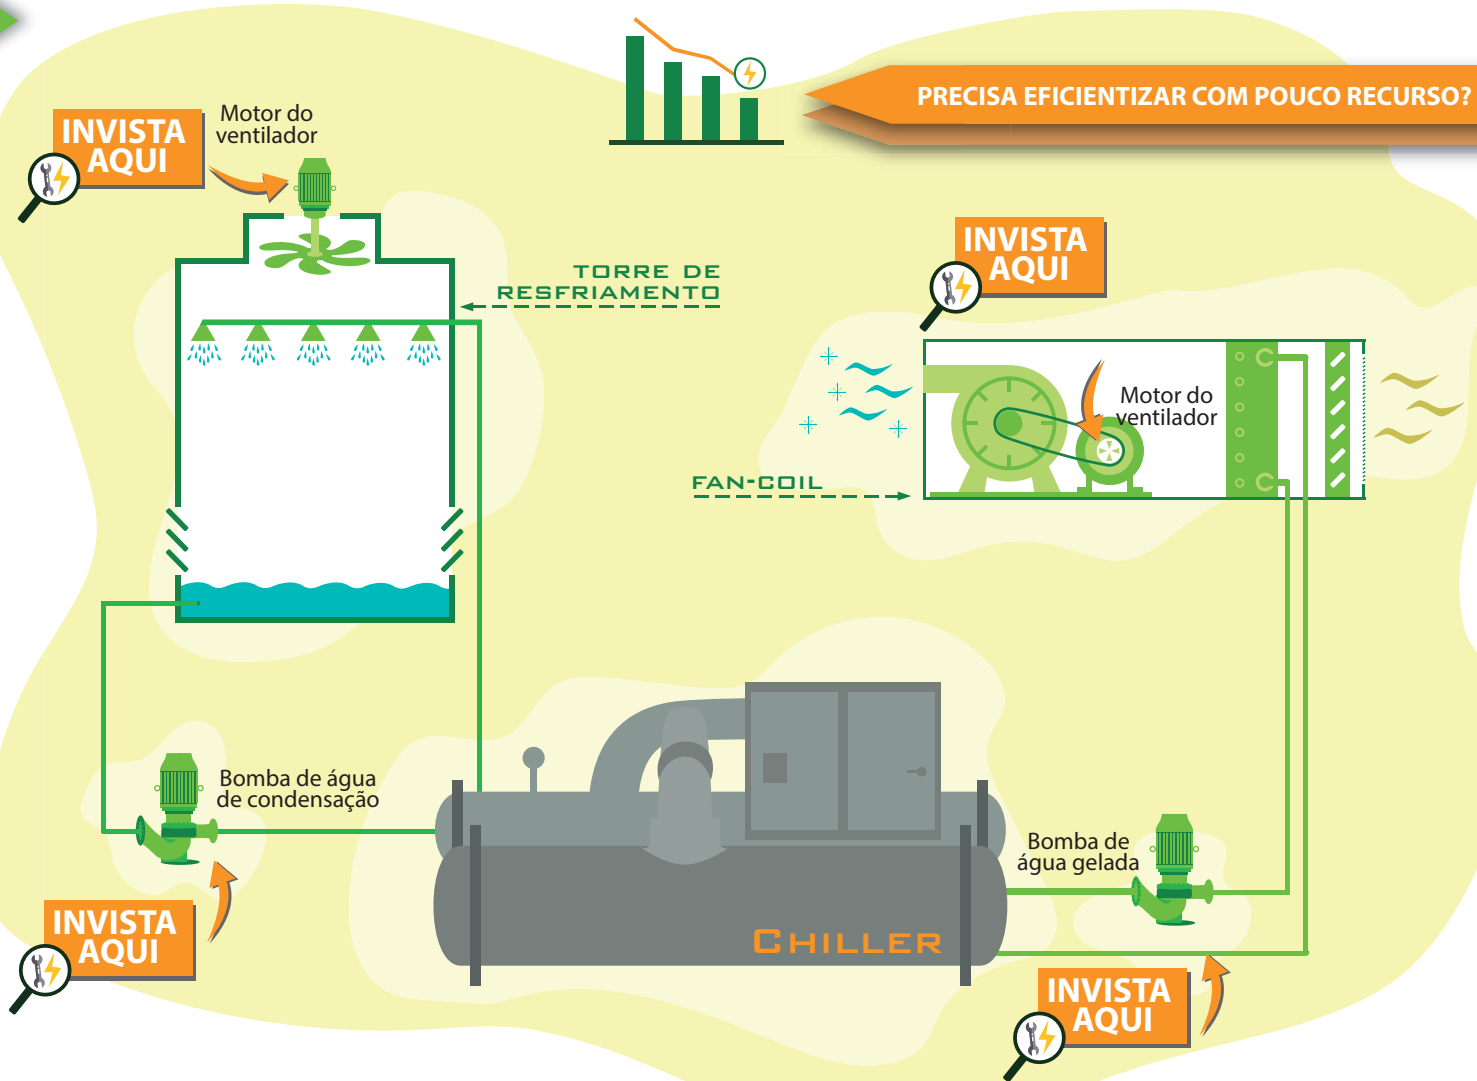 PRECISA EFICIENTIZAR COM POUCO RECURSO?
INVISTA
AQUI
Motor do
ventilador
TORRE DE
RESFRIAMENTO
INVISTA
AQUI
Motor do
ventilador
FAN-COIL
Bomba de água
de condensação
INVISTA
AQUI
CHILLER
Bomba de
água gelada
INVISTA
AQUI